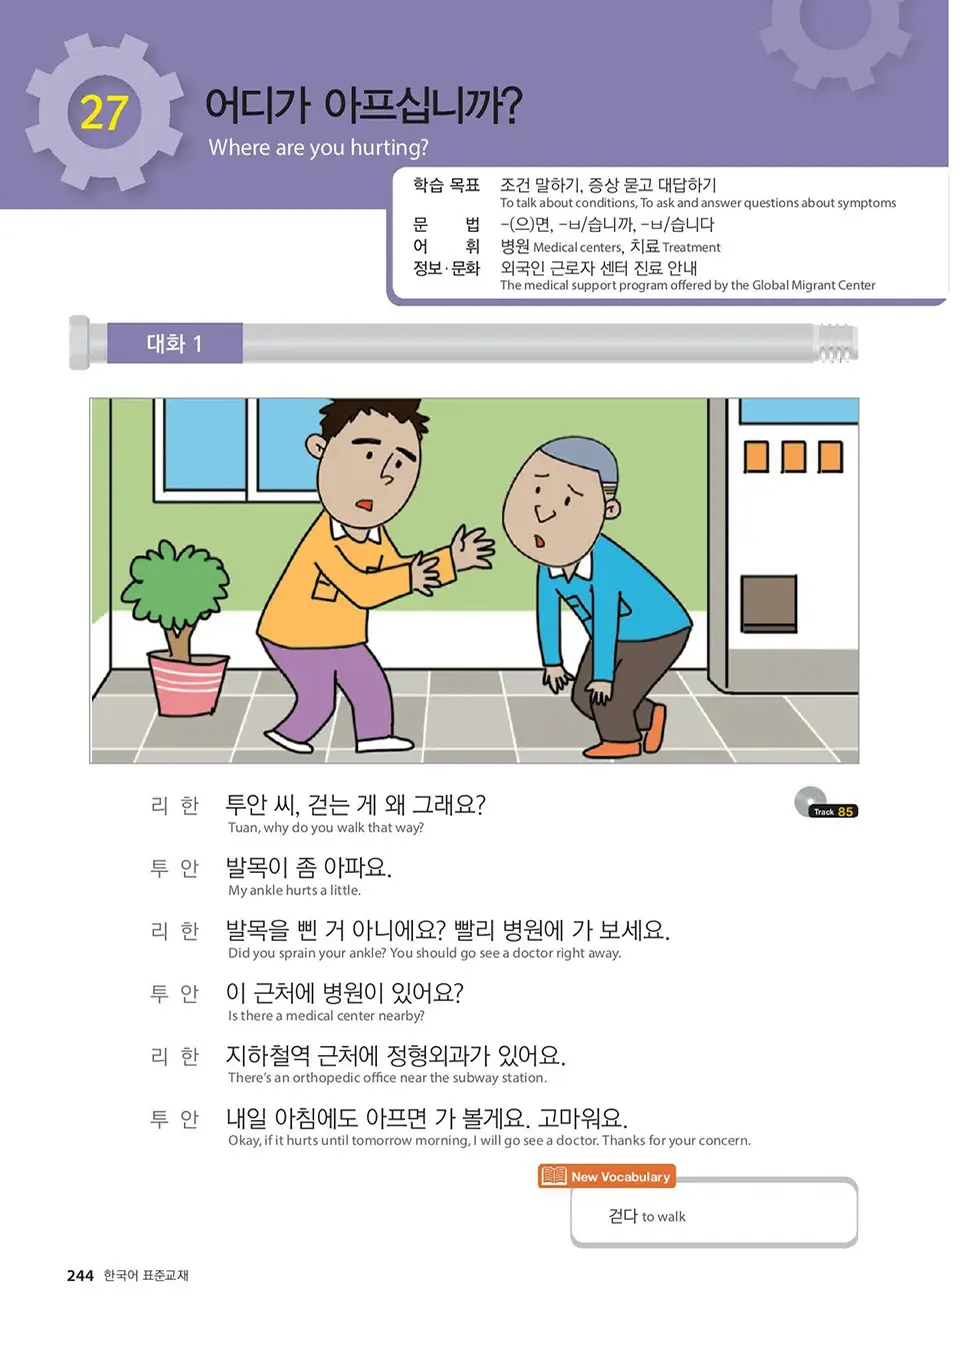 27
어디가 아프십니까?
Where are you hurting?
학습 목표 조건 말하기, 증상 묻고 대답하기
To talk about conditions, To ask and answer questions about symptoms
문 법 -(으)면, -ㅂ/습니까, -ㅂ/습니다
어 휘 병원 Medical centers, 치료 Treatment
정보·문화 외국인 근로자 센터 진료 안내
The medical support program offered by the Global Migrant Center
대화 1
리 한 투안 씨, 걷는 게 왜 그래요?
Tuan, why do you walk that way?
Track 85
투 안 발목이 좀 아파요.
My ankle hurts a little.
리 한 발목을 삔 거 아니에요? 빨리 병원에 가 보세요.
Did you sprain your ankle? You should go see a doctor right away.
투 안 이 근처에 병원이 있어요?
Is there a medical center nearby?
리 한 지하철역 근처에 정형외과가 있어요.
There's an orthopedic office near the subway station.
투 안 내일 아침에도 아프면 가 볼게요. 고마워요.
Okay, if it hurts until tomorrow morning, I will go see a doctor. Thanks for your concern.
New Vocabulary
걷다 to walk
244 한국어 표준교재